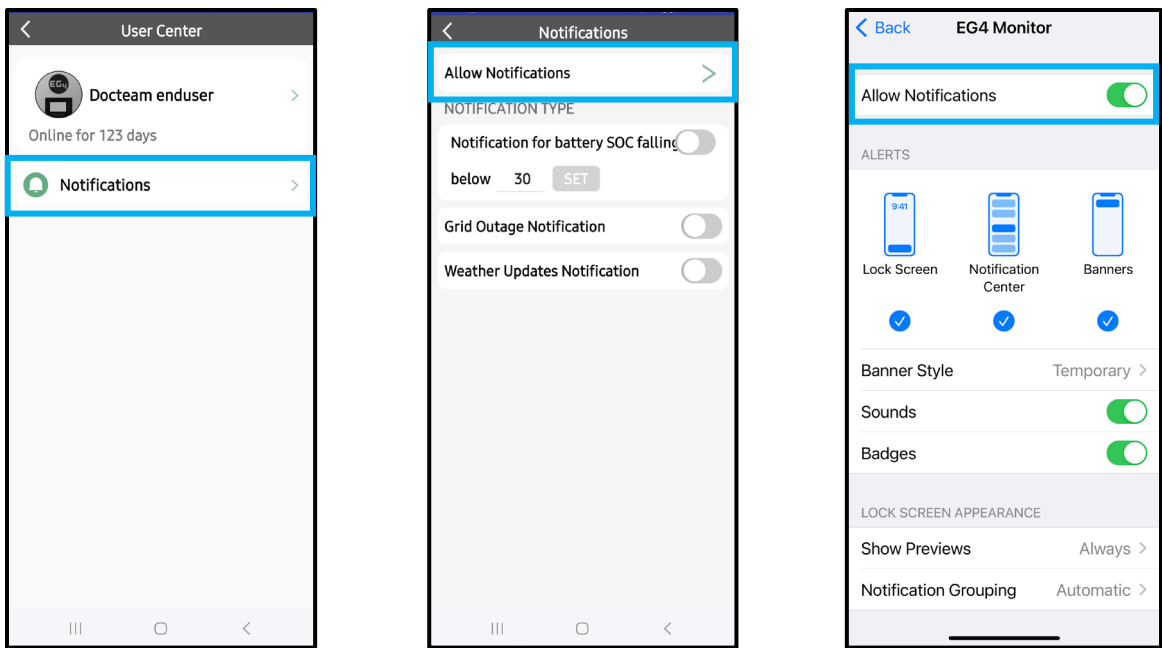 User Center
EG4
Docteam enduser
Online for 123 days
Notifications
Notifications
Allow Notifications
NOTIFICATION TYPE
Notification for battery SOC falling
below 30 SET
Grid Outage Notification
Weather Updates Notification
Back EG4 Monitor
Allow Notifications
ALERTS
9:41
Lock Screen
Notification
Center
Banners
Banner Style Temporary
Sounds
Badges
LOCK SCREEN APPEARANCE
Show Previews Always
Notification Grouping Automatic